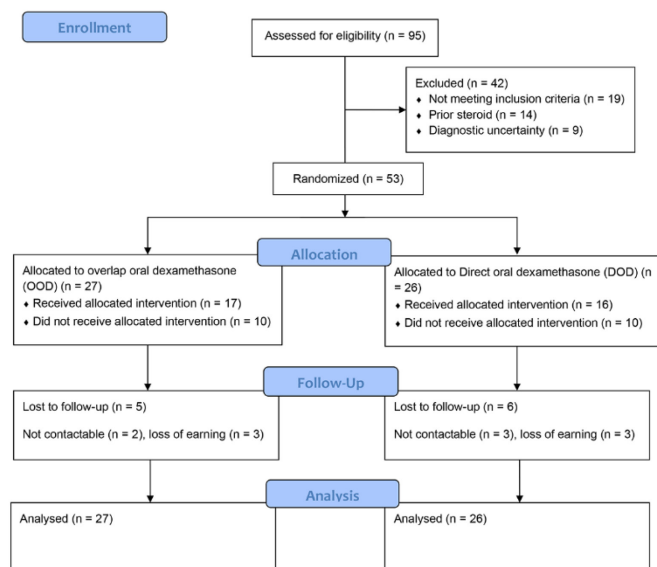 Enrollment
Assessed for eligibility (n = 95)
Excluded (n = 42)
♦ Not meeting inclusion criteria (n = 19)
♦ Prior steroid (n = 14)
♦ Diagnostic uncertainty (n = 9)
Randomized (n = 53)
Allocation
Allocated to overlap oral dexamethasone
(OOD) (n = 27)
♦ Received allocated intervention (n = 17)
♦ Did not receive allocated intervention (n = 10)
Allocated to Direct oral dexamethasone (DOD) (n
= 26)
♦ Received allocated intervention (n = 16)
♦ Did not receive allocated intervention (n = 10)
Follow-Up
Lost to follow-up (n = 5)
Not contactable (n = 2), loss of earning (n = 3)
Lost to follow-up (n = 6)
Not contactable (n = 3), loss of earning (n = 3)
Analysis
Analysed (n = 27)
Analysed (n = 26)